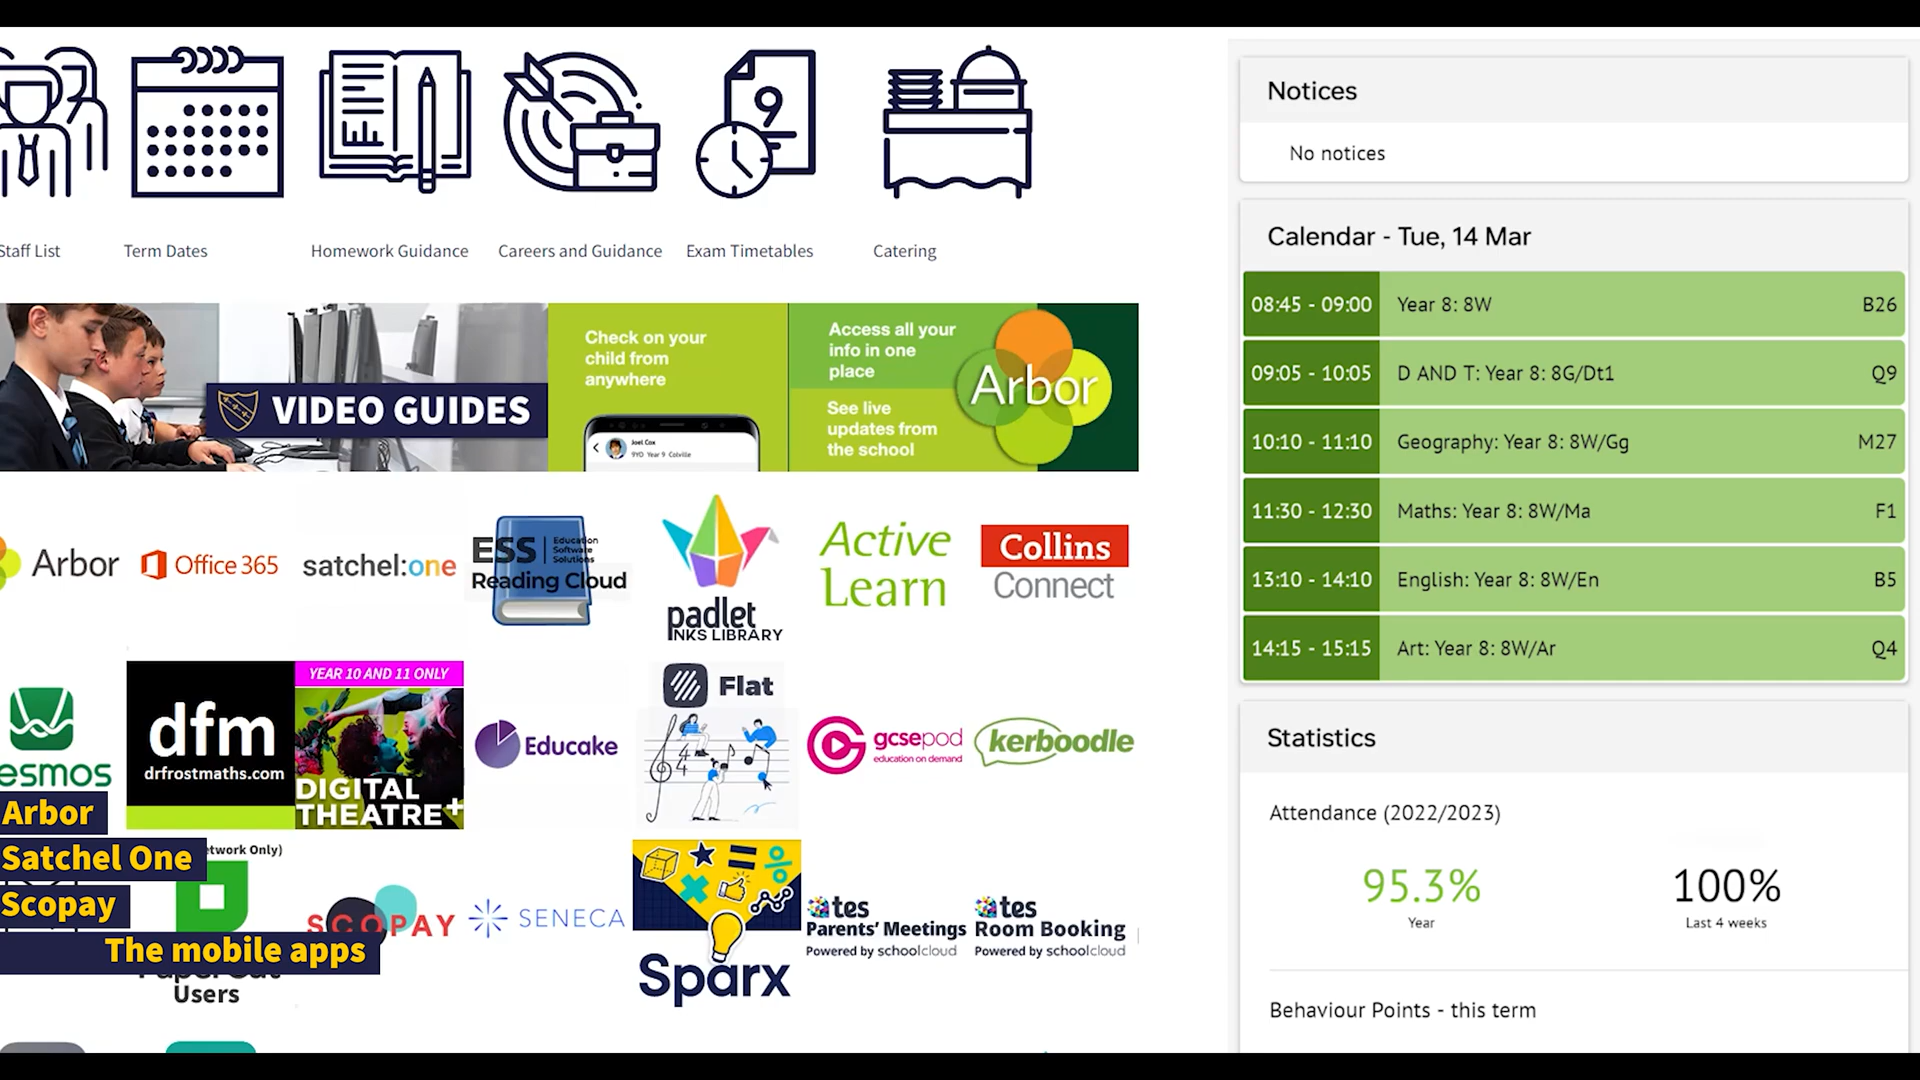 9
Staff List
Term Dates
Homework Guidance
Careers and Guidance
Exam Timetables
Catering
VIDEO GUIDES
Check on your
child from
anywhere
Joel Cox
9YO Year 9 Colville
Access all your
info in one
place
See live
updates from
the school
Arbor
Arbor
Office 365
satchel:one
ESS Education Software Solutions
Reading Cloud
padlet
NKS LIBRARY
Active
Learn
Collins
Connect
esmos
dfm
drfrostmaths.com
YEAR 10 AND 11 ONLY
DIGITAL
THEATRE+
Educake
Flat
gcsepod
education on demand
kerboodle
Arbor
Satchel One
etwork Only)
Scopay
The mobile apps
Users
SCOPAY
SENECA
Sparx
tes
Parents' Meetings
Powered by schoolcloud
tes
Room Booking
Powered by schoolcloud
Notices
No notices
Calendar - Tue, 14 Mar
08:45 - 09:00 Year 8: 8W B26
09:05 - 10:05 D AND T: Year 8: 8G/Dt1 Q9
10:10 - 11:10 Geography: Year 8: 8W/Gg M27
11:30 - 12:30 Maths: Year 8: 8W/Ma F1
13:10 - 14:10 English: Year 8: 8W/En B5
14:15 - 15:15 Art: Year 8: 8W/Ar Q4
Statistics
Attendance (2022/2023)
95.3% 100%
Year Last 4 weeks
Behaviour Points - this term